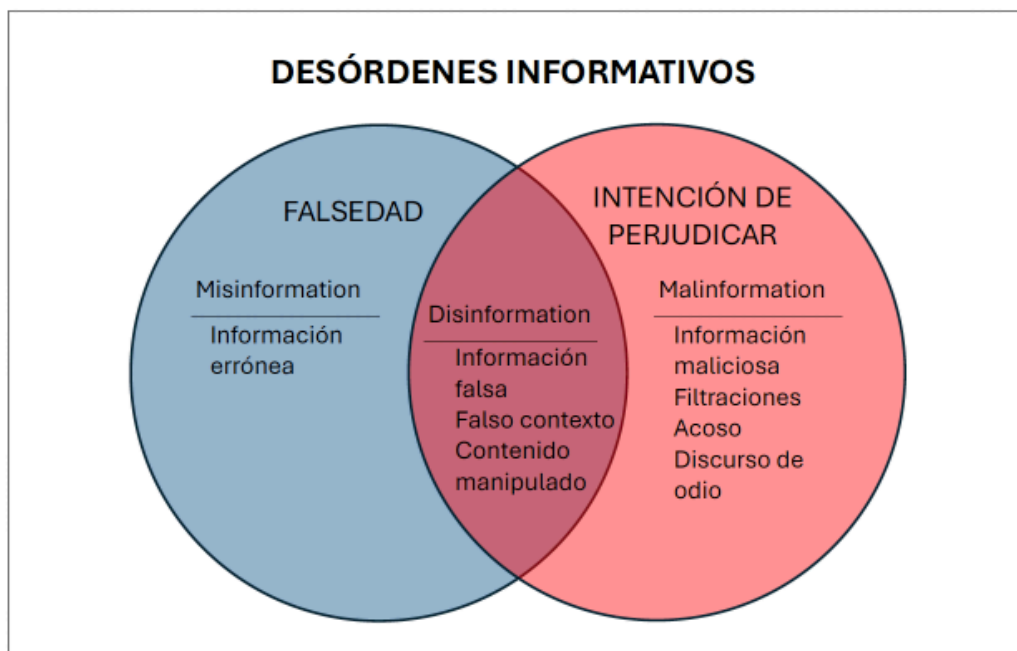 DESÓRDENES INFORMATIVOS
FALSEDAD
Misinformation
Información
errónea
Disinformation
Información
falsa
Falso contexto
Contenido
manipulado
INTENCIÓN DE
PERJUDICAR
Malinformation
Información
maliciosa
Filtraciones
Acoso
Discurso de
odio